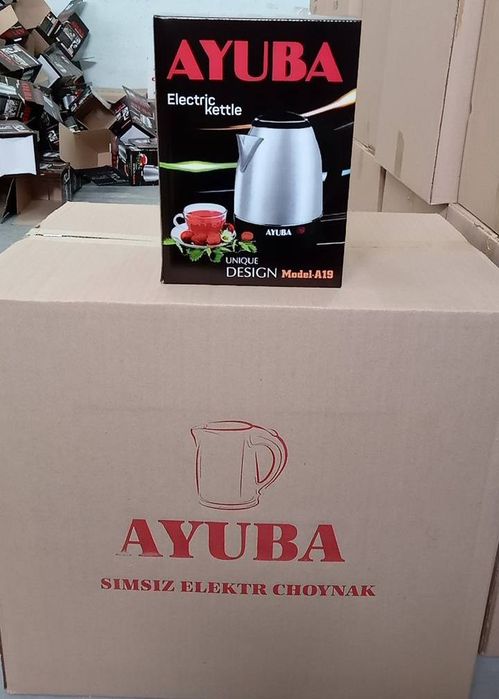 AYUBA
Electric
kettle
AYUBA
UNIQUE
DESIGN Model-A19
AYUBA
SIMSIZ ELEKTR CHOYNAK